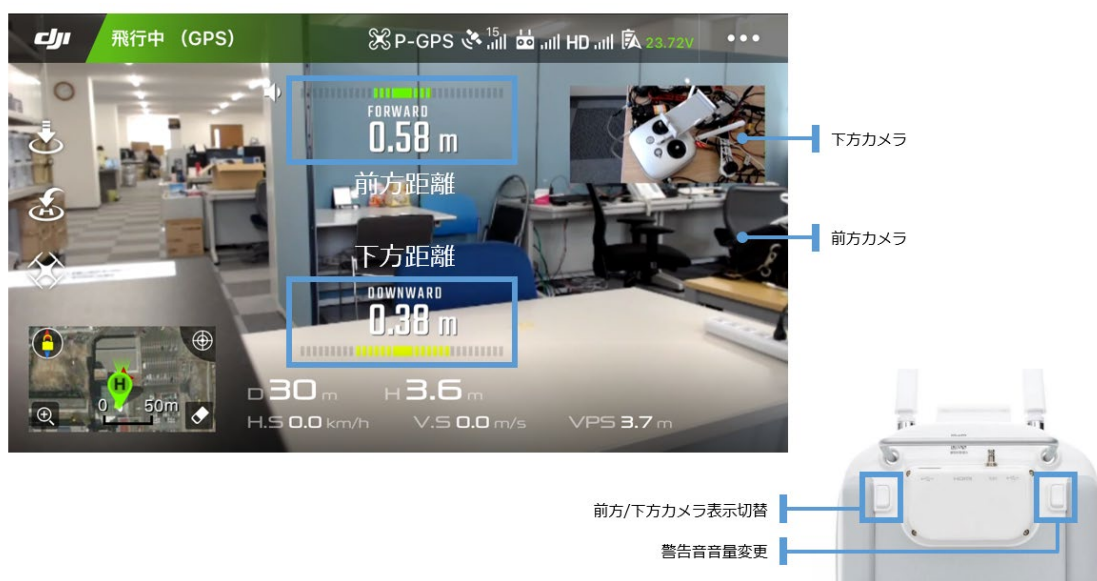 dji 飛行中 （GPS） P-GPS 15 HD A 23.72V
FORWARD
0.58 m
前方距離
下方カメラ
前方カメラ
下方距離
DOWNWARD
0.38 m
H
0 50m
D 30 m H 3.6 m
H.S 0.0 km/h V.S 0.0 m/s VPS 3.7 m
前方/下方カメラ表示切替
警告音音量変更